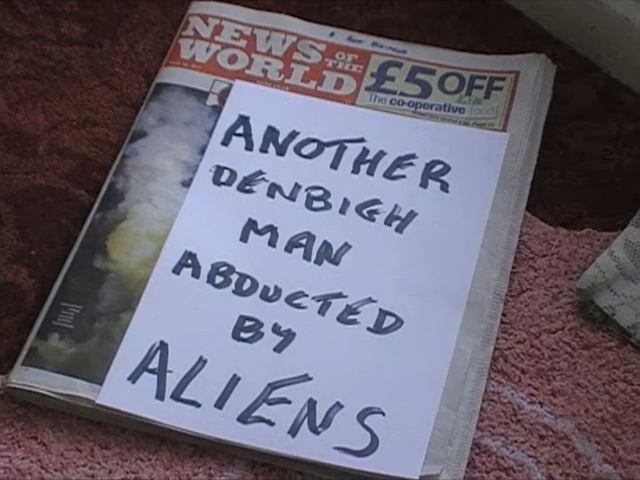 NEWS OF THE WORLD
£5 OFF
The co-operative food
ANOTHER
DENBIGH
MAN
ABDUCTED
BY
ALIENS